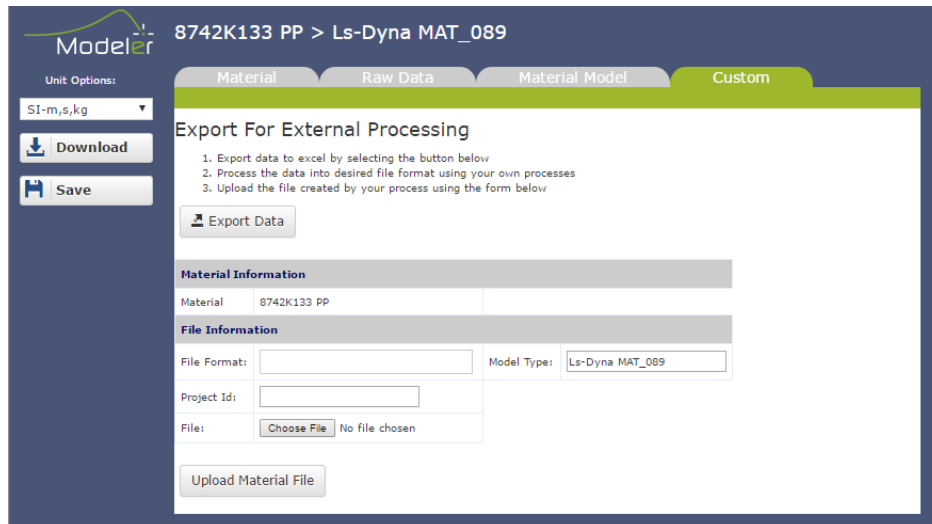 Modeler
8742K133 PP > Ls-Dyna MAT_089
Unit Options:
Material Raw Data Material Model Custom
SI-m,s,kg
Download
Save
Export For External Processing
1. Export data to excel by selecting the button below
2. Process the data into desired file format using your own processes
3. Upload the file created by your process using the form below
Export Data
Material Information
Material 8742K133 PP
File Information
File Format: Model Type: Ls-Dyna MAT_089
Project Id:
File: Choose File No file chosen
Upload Material File